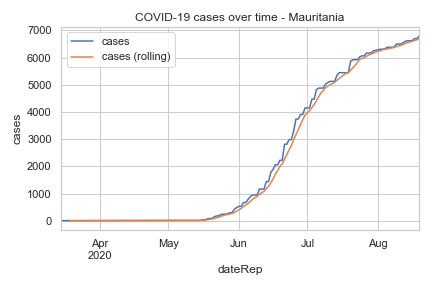 COVID-19 cases over time - Mauritania
cases
cases (rolling)
7000
6000
5000
4000
3000
2000
1000
0
cases
Apr
2020
May
Jun
Jul
Aug
dateRep